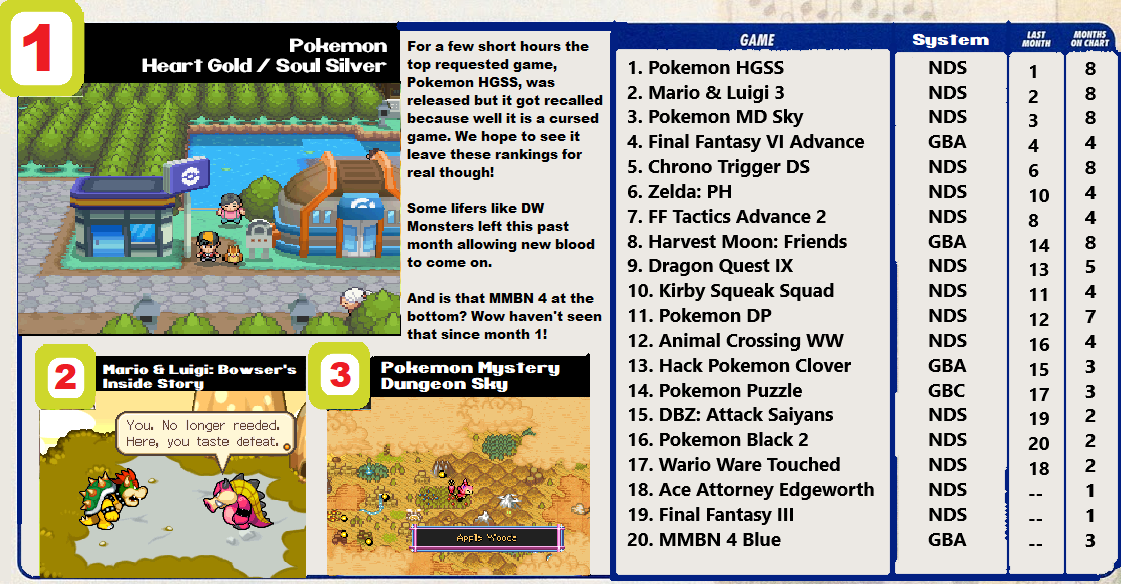 1
Pokemon
Heart Gold / Soul Silver
For a few short hours the
top requested game,
Pokemon HGSS, was
released but it got recalled
because well it is a cursed
game. We hope to see it
leave these rankings for
real though!
Some lifers like DW
Monsters left this past
month allowing new blood
to come on.
And is that MMBN 4 at the
bottom? Wow haven't seen
that since month 1!
2
Mario & Luigi: Bowser's
Inside Story
You. No longer reeded.
Here, you taste deteat.
3
Pokemon Mystery
Dungeon Sky
Apple Woods
GAME System LAST MONTH MONTHS ON CHART
1. Pokemon HGSS NDS 1 8
2. Mario & Luigi 3 NDS 2 8
3. Pokemon MD Sky NDS 3 8
4. Final Fantasy VI Advance GBA 4 4
5. Chrono Trigger DS NDS 6 8
6. Zelda: PH NDS 10 4
7. FF Tactics Advance 2 NDS 8 4
8. Harvest Moon: Friends GBA 14 8
9. Dragon Quest IX NDS 13 5
10. Kirby Squeak Squad NDS 11 4
11. Pokemon DP NDS 12 7
12. Animal Crossing WW NDS 16 4
13. Hack Pokemon Clover GBA 15 3
14. Pokemon Puzzle GBC 17 3
15. DBZ: Attack Saiyans NDS 19 2
16. Pokemon Black 2 NDS 20 2
17. Wario Ware Touched NDS 18 2
18. Ace Attorney Edgeworth NDS -- 1
19. Final Fantasy III NDS -- 1
20. MMBN 4 Blue GBA -- 3